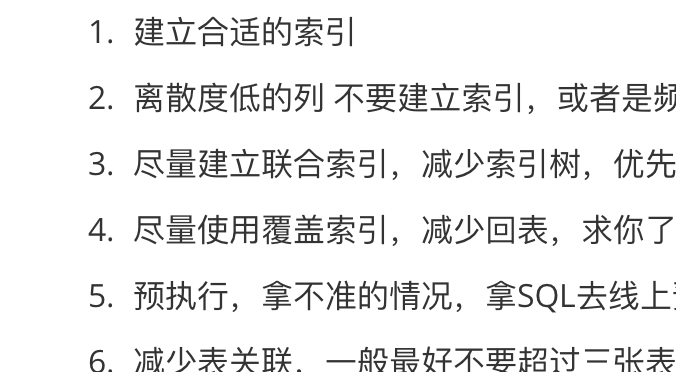 1. 建立合适的索引
2. 离散度低的列 不要建立索引，或者是频
3. 尽量建立联合索引，减少索引树，优先
4. 尽量使用覆盖索引，减少回表，求你了
5. 预执行，拿不准的情况，拿SQL去线上
6. 减少表关联，一般最好不要超过三张表